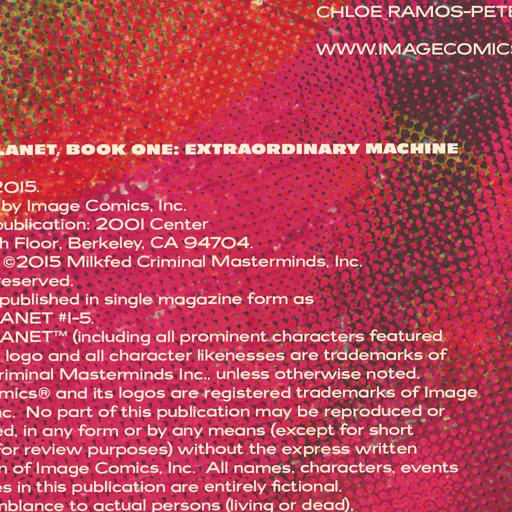 CHLOE RAMOS-PETE
WWW.IMAGECOMICS
LANET, BOOK ONE: EXTRAORDINARY MACHINE
2015.
by Image Comics, Inc.
publication: 2001 Center
h Floor, Berkeley, CA 94704.
©2015 Milkfed Criminal Masterminds, Inc.
reserved.
published in single magazine form as
ANET #1-5.
ANET™ (including all prominent characters featured
logo and all character likenesses are trademarks of
riminal Masterminds Inc., unless otherwise noted.
omics® and its logos are registered trademarks of Image
nc. No part of this publication may be reproduced or
ed, in any form or by any means (except for short
for review purposes) without the express written
n of Image Comics, Inc. All names, characters, events
es in this publication are entirely fictional.
mblance to actual persons (living or dead),